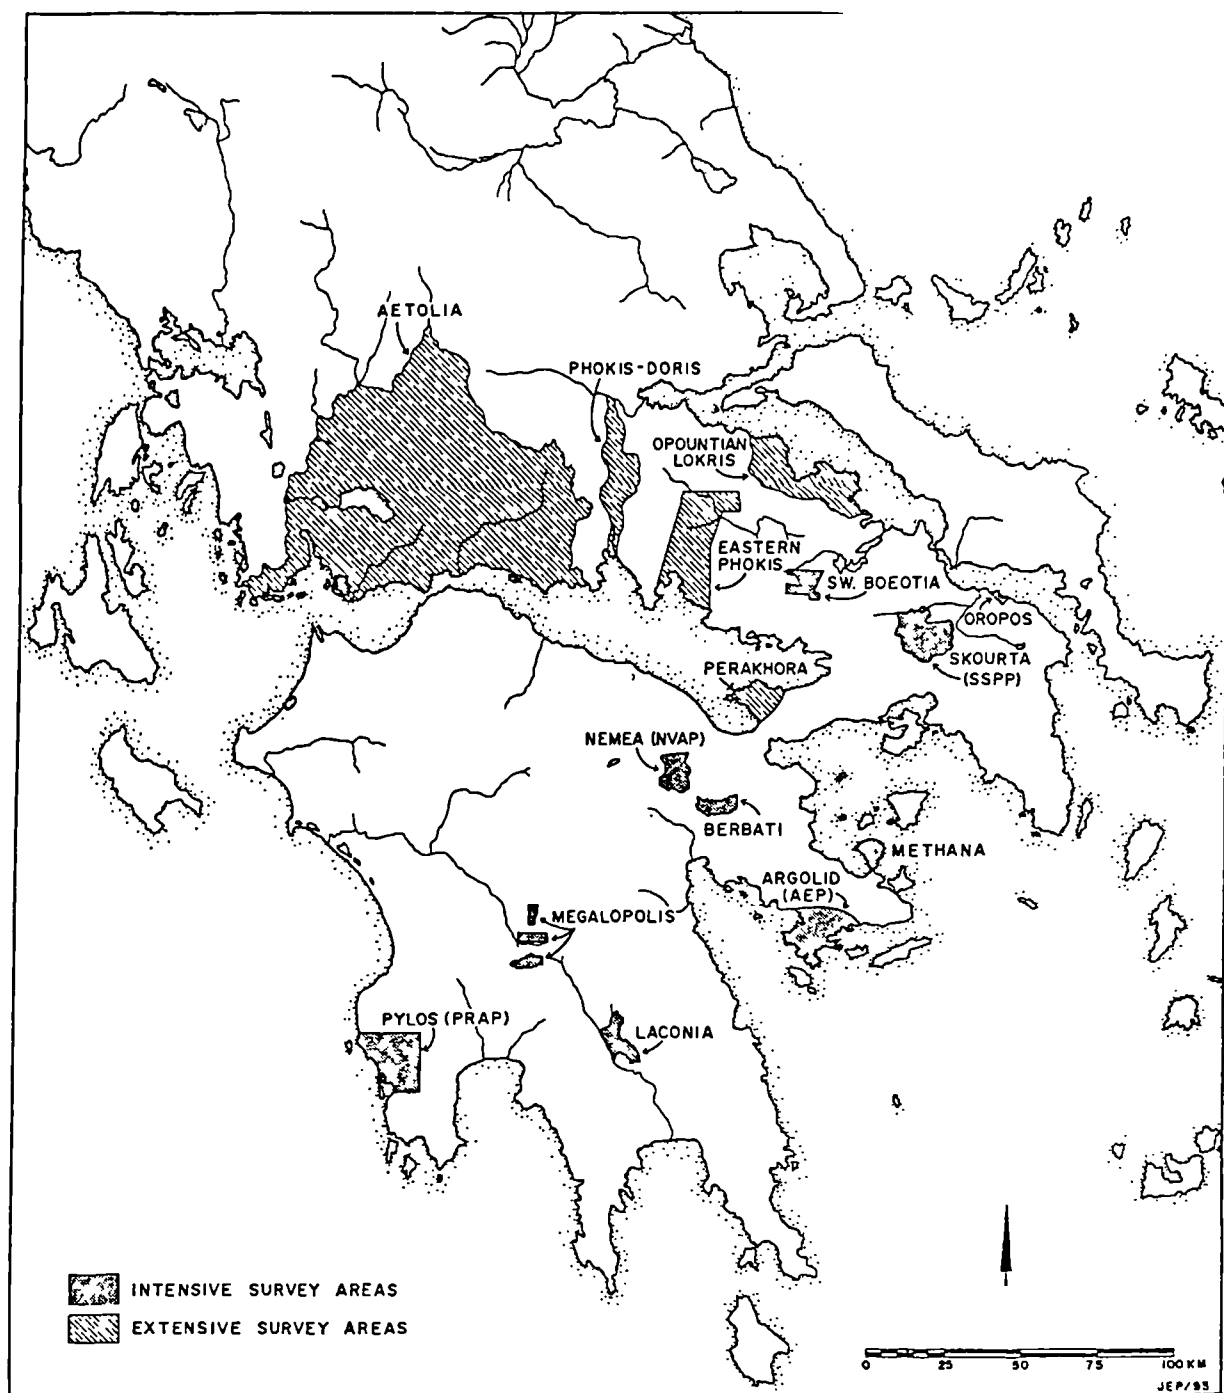 AETOLIA
PHOKIS-DORIS
OPOUNTIAN
LOKRIS
EASTERN
PHOKIS
SW. BOEOTIA
OROPOS
SKOURTA
(SSPP)
PERAKHORA
NEMEA (NVAP)
BERBATI
METHANA
ARGOLID
(AEP)
MEGALOPOLIS
PYLOS (PRAP)
LACONIA
INTENSIVE SURVEY AREAS
EXTENSIVE SURVEY AREAS
0 25 50 75 100 KM
JEP/93